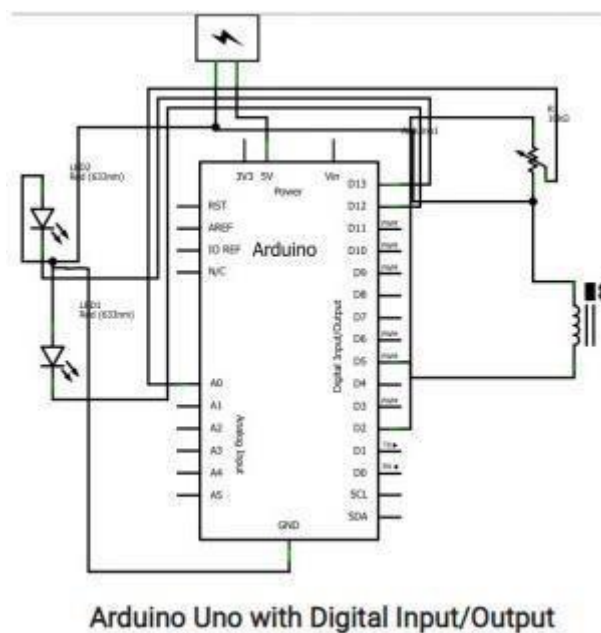 LED2
Red (633nm)
LED1
Red (633nm)
3V3
5V
Vin
Power
Arduino
RST
AREF
IO REF
N/C
A0
A1
A2
A3
A4
A5
Analog Input
D13
D12
D11
D10
D9
D8
D7
D6
D5
D4
D3
D2
D1
D0
SCL
SDA
PWM
PWM
PWM
PWM
PWM
PWM
Digital Input/Output
GND
Arduino Uno with Digital Input/Output